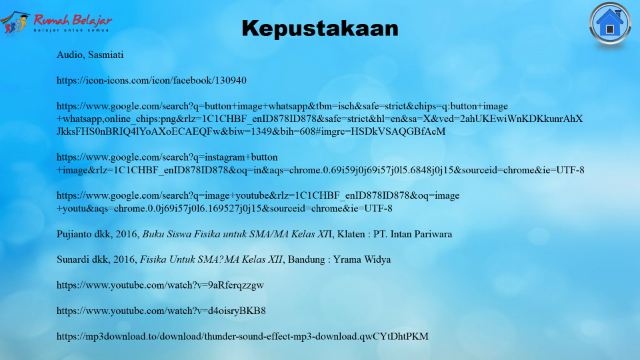 Rumah Belajar
Belajar untuk semua
Kepustakaan
Audio, Sasmiati
https://icon-icons.com/icon/facebook/130940
https://www.google.com/search?q=button+image+whatsapp&tbm=isch&safe=strict&chips=q:button+image
+whatsapp,online_chips:png&rlz=1C1CHBF_enID878ID878&safe=strict&hl=en&sa=X&ved=2ahUKEwiWnKDKkunrAhX
JkksFHS0nBRIQ4lYoAXoECAEQFw&biw=1349&bih=608#imgrc=HSDkVSAQGBfAcM
https://www.google.com/search?q=instagram+button
+image&rlz=1C1CHBF_enID878ID878&oq=in&aqs=chrome.0.69i59j0j69i57j0l5.6848j0j15&sourceid=chrome&ie=UTF-8
https://www.google.com/search?q=image+youtube&rlz=1C1CHBF_enID878ID878&oq=image
+youtu&aqs=chrome.0.0j69i57j0l6.169527j0j15&sourceid=chrome&ie=UTF-8
Pujianto dkk, 2016, Buku Siswa Fisika untuk SMA/MA Kelas XII, Klaten : PT. Intan Pariwara
Sunardi dkk, 2016, Fisika Untuk SMA?MA Kelas XII, Bandung : Yrama Widya
https://www.youtube.com/watch?v=9aRferqzzgw
https://www.youtube.com/watch?v=d4oisryBKB8
https://mp3download.to/download/thunder-sound-effect-mp3-download.qwCYtDhtPKM